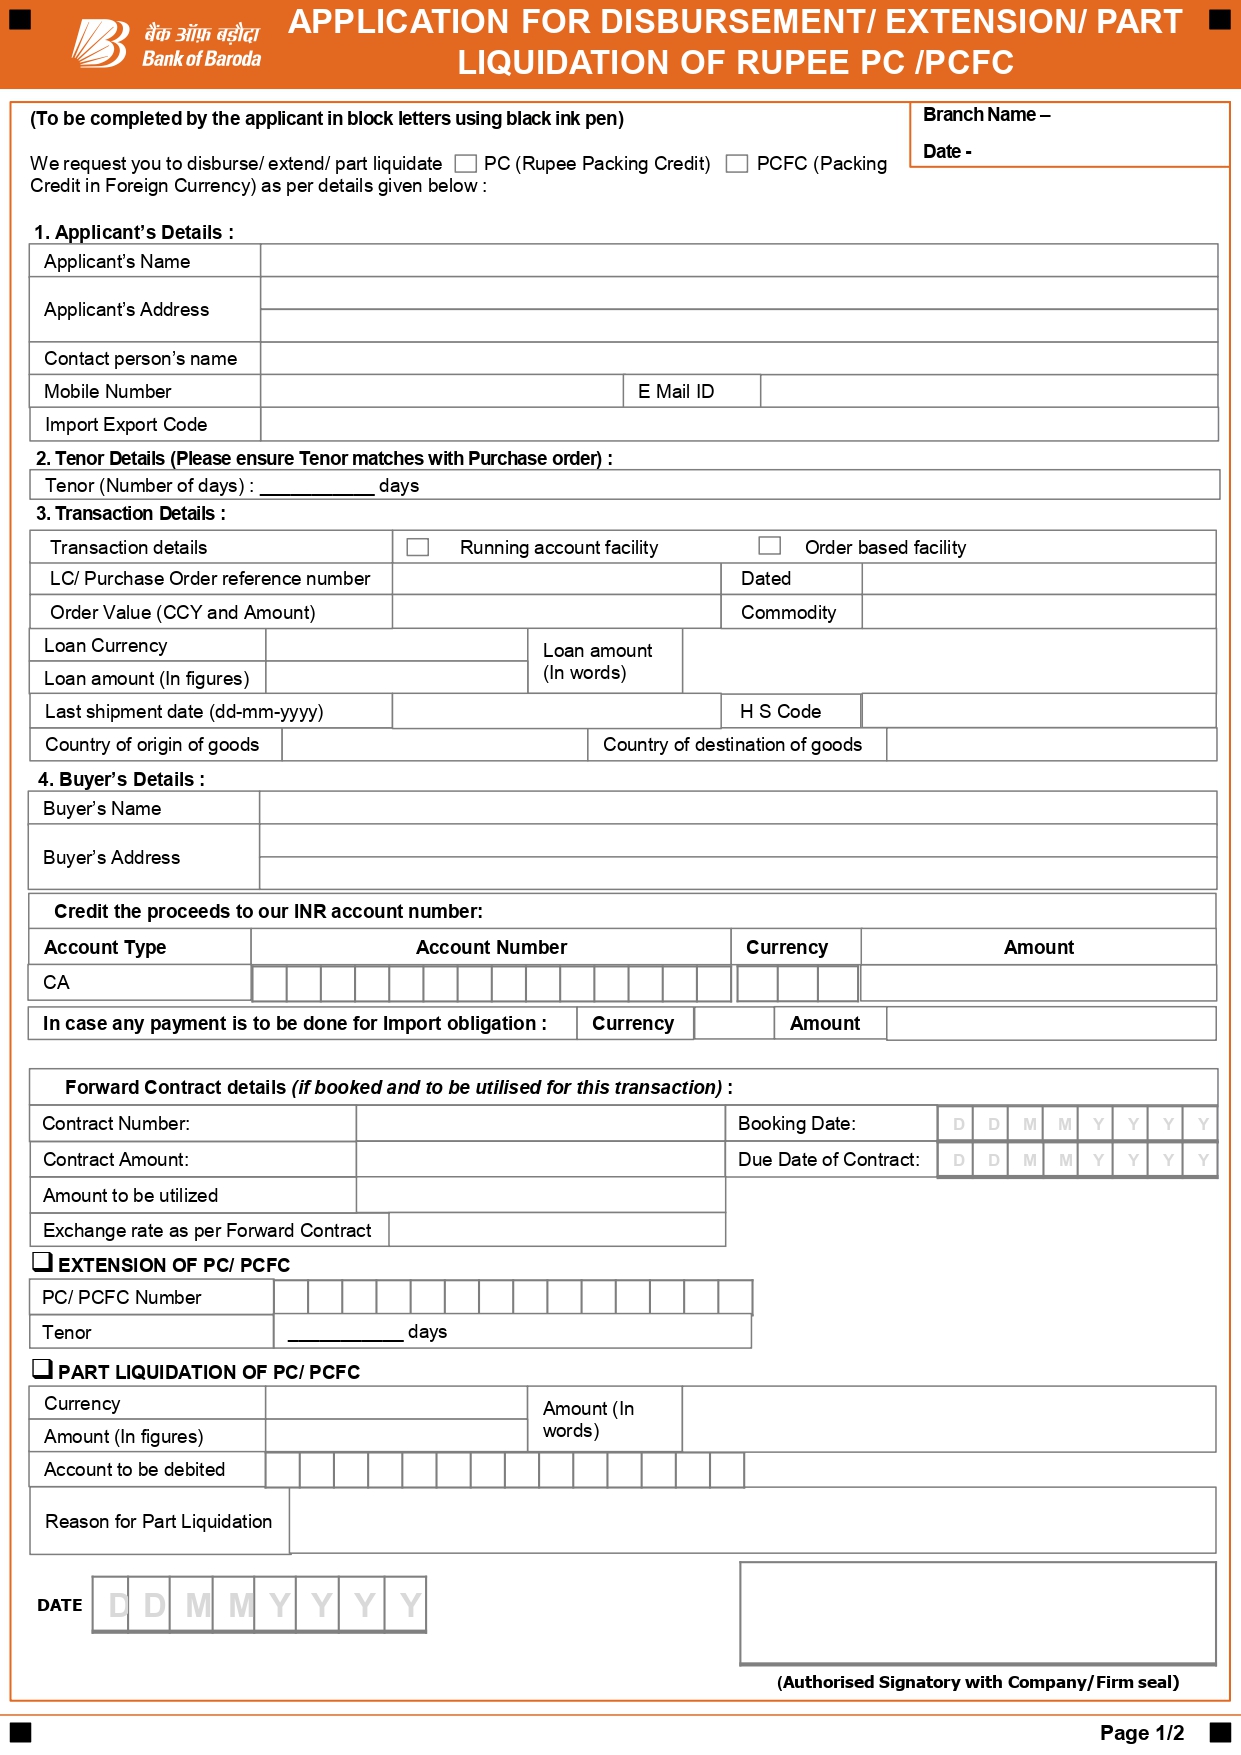 बैंक ऑफ़ बड़ौदा
Bank of Baroda
APPLICATION FOR DISBURSEMENT/ EXTENSION/ PART
LIQUIDATION OF RUPEE PC /PCFC
(To be completed by the applicant in block letters using black ink pen)
Branch Name –
Date -
We request you to disburse/ extend/ part liquidate PC (Rupee Packing Credit) PCFC (Packing
Credit in Foreign Currency) as per details given below :
1. Applicant’s Details :
Applicant’s Name
Applicant’s Address
Contact person’s name
Mobile Number E Mail ID
Import Export Code
2. Tenor Details (Please ensure Tenor matches with Purchase order) :
Tenor (Number of days) : ___________ days
3. Transaction Details :
Transaction details Running account facility Order based facility
LC/ Purchase Order reference number Dated
Order Value (CCY and Amount) Commodity
Loan Currency
Loan amount (In figures)
Loan amount
(In words)
Last shipment date (dd-mm-yyyy) H S Code
Country of origin of goods Country of destination of goods
4. Buyer’s Details :
Buyer’s Name
Buyer’s Address
Credit the proceeds to our INR account number:
Account Type Account Number Currency Amount
CA
In case any payment is to be done for Import obligation : Currency Amount
Forward Contract details (if booked and to be utilised for this transaction) :
Contract Number: Booking Date: D D M M Y Y Y Y
Contract Amount: Due Date of Contract: D D M M Y Y Y Y
Amount to be utilized
Exchange rate as per Forward Contract
❑ EXTENSION OF PC/ PCFC
PC/ PCFC Number
Tenor ___________ days
❑ PART LIQUIDATION OF PC/ PCFC
Currency
Amount (In figures)
Amount (In
words)
Account to be debited
Reason for Part Liquidation
DATE D D M M Y Y Y Y
(Authorised Signatory with Company/Firm seal)
Page 1/2